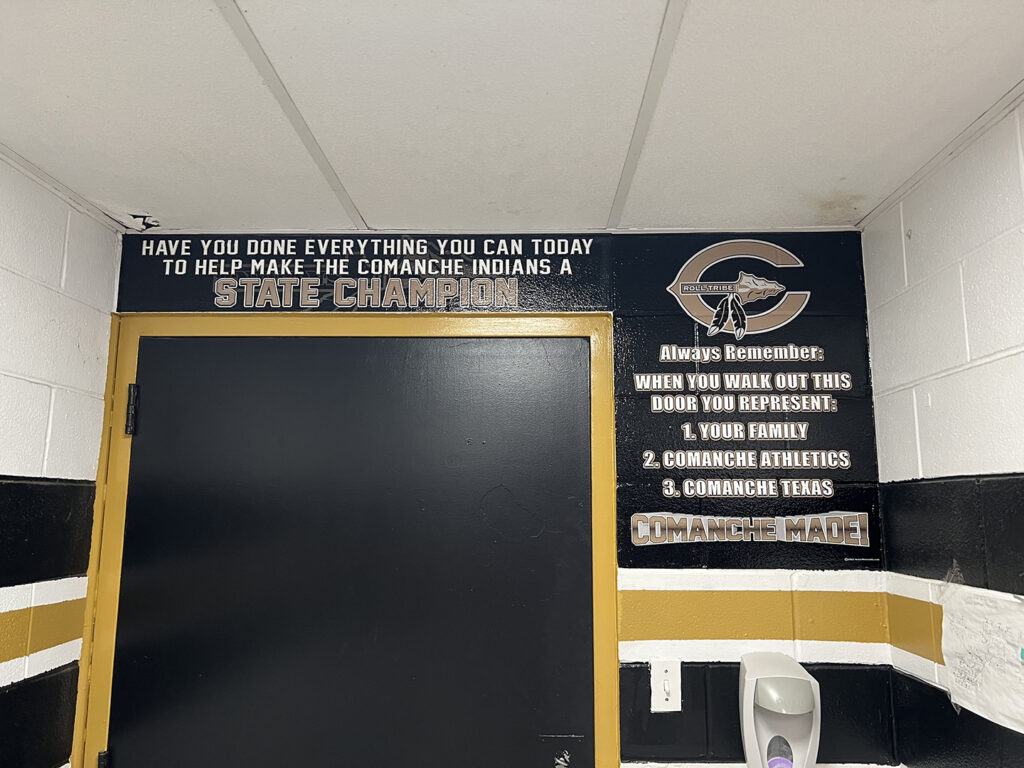 HAVE YOU DONE EVERYTHING YOU CAN TODAY
TO HELP MAKE THE COMANCHE INDIANS A
STATE CHAMPION
ROLL TRIBE
Always Remember:
WHEN YOU WALK OUT THIS
DOOR YOU REPRESENT:
1. YOUR FAMILY
2. COMANCHE ATHLETICS
3. COMANCHE TEXAS
COMANCHE MADE!